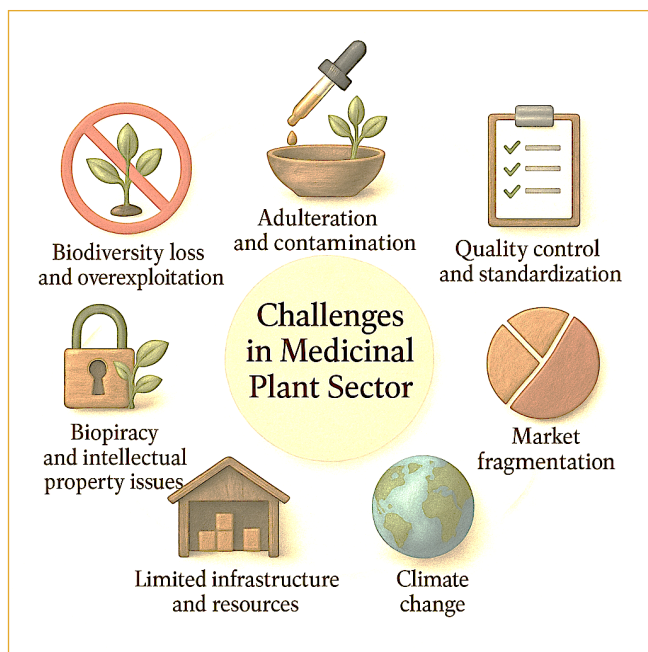 Adulteration
and contamination
Biodiversity loss
and overexploitation
Quality control
and standardization
Challenges
in Medicinal
Plant Sector
Biopiracy
and intellectual
property issues
Market
fragmentation
Limited infrastructure
and resources
Climate
change